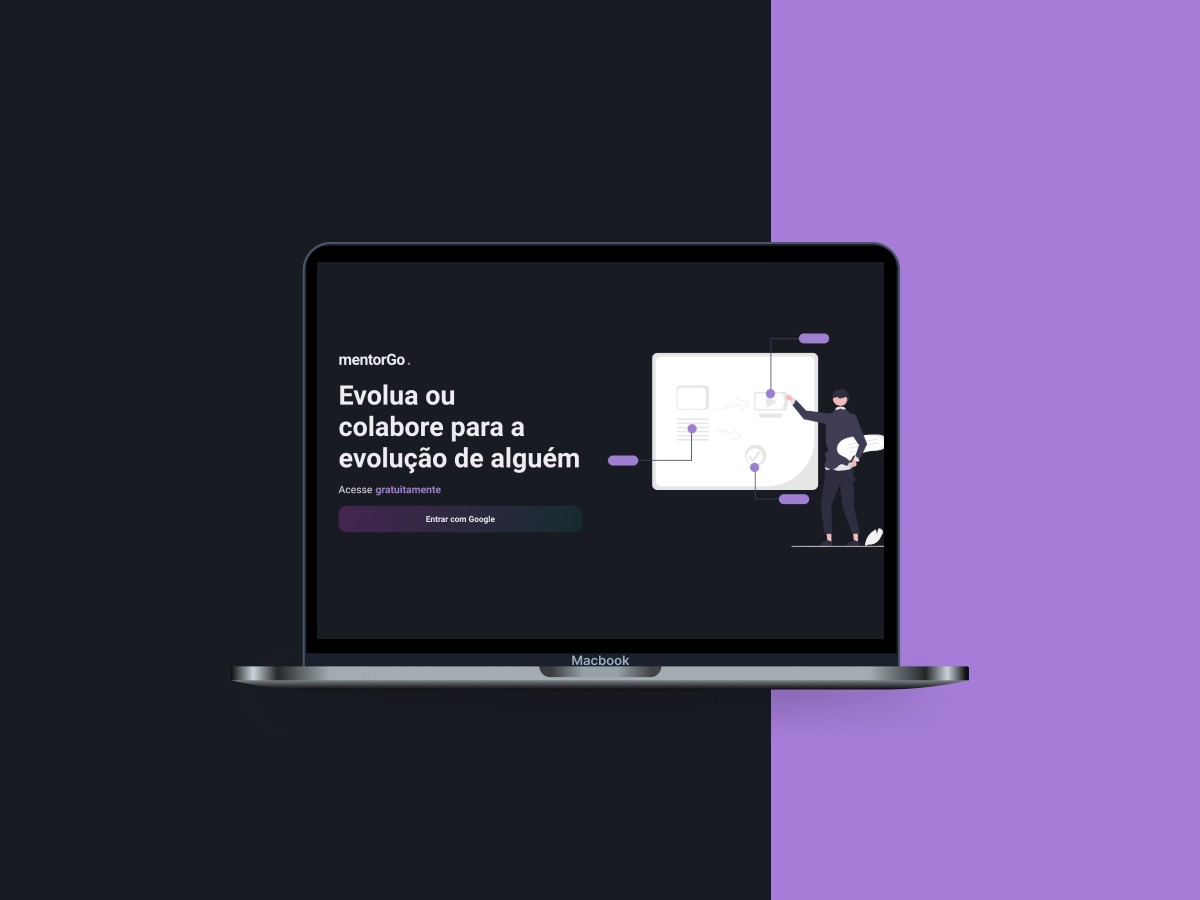 mentorGo.
Evolua ou
colabore para a
evolução de alguém
Acesse gratuitamente
Entrar com Google
Macbook